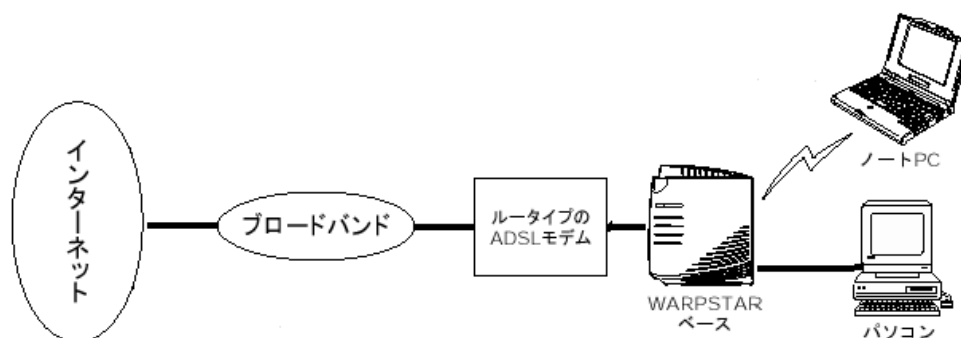 インターネット
ブロードバンド
ルータイプの
ADSLモデム
WARPSTAR
ベース
ノートPC
パソコン